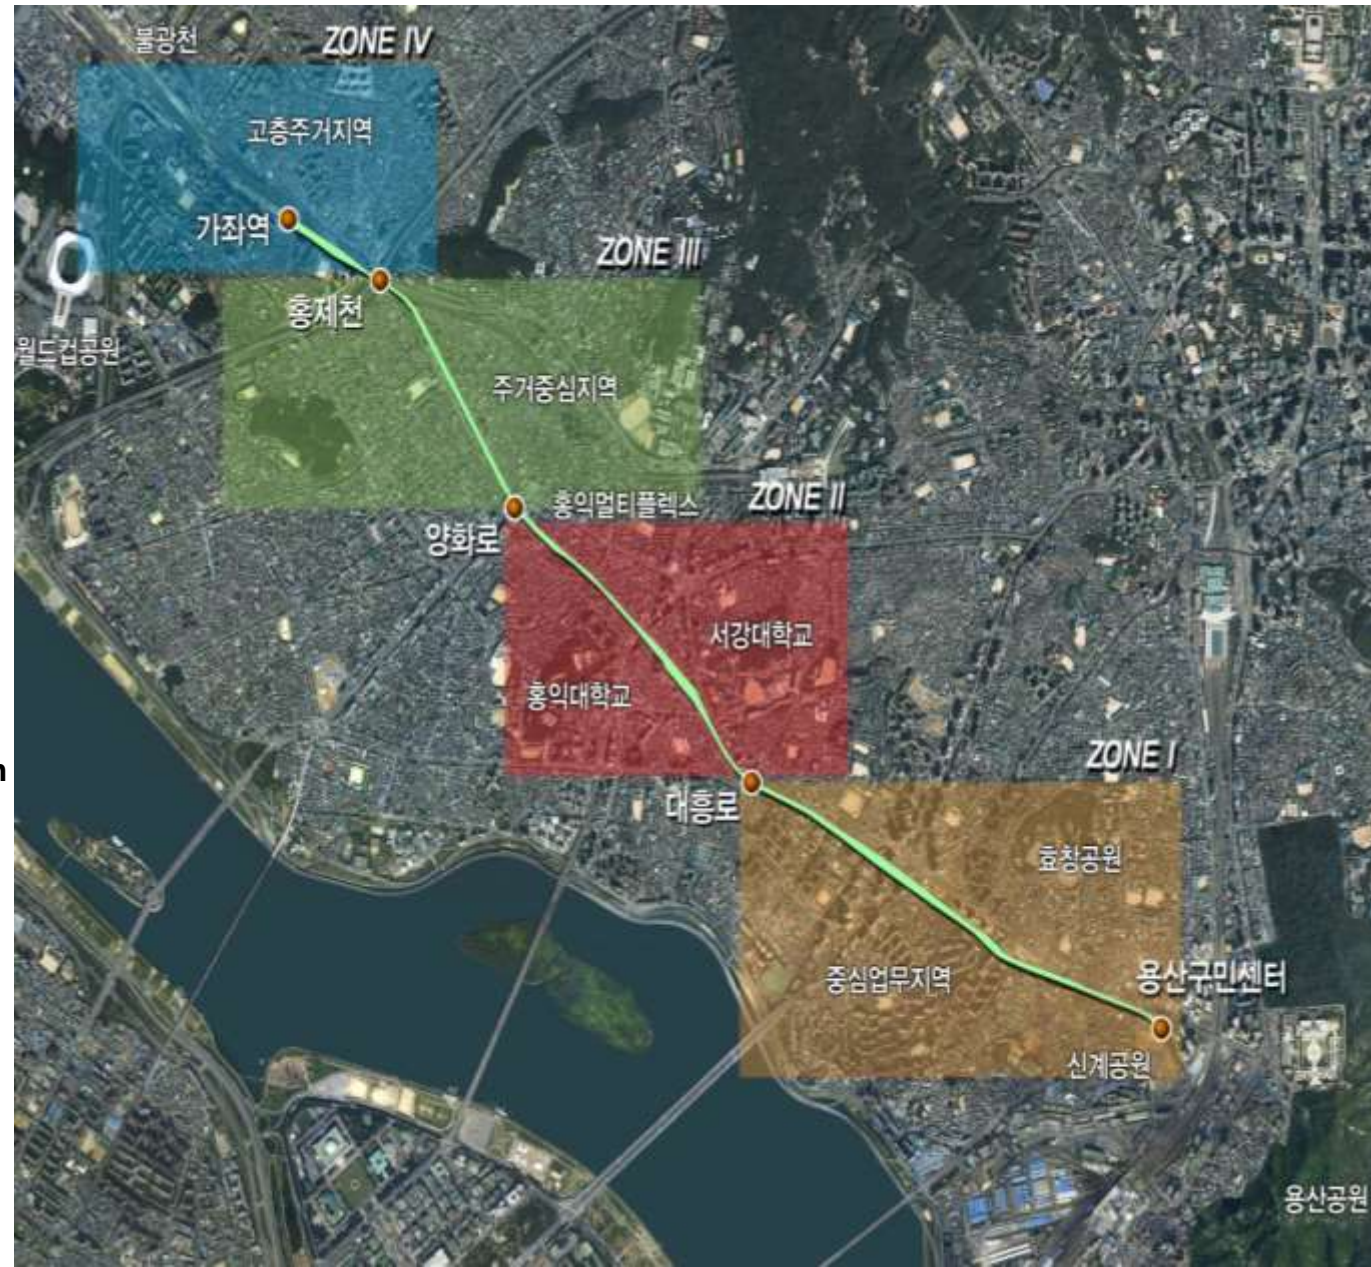 불광천
ZONE IV
고층주거지역
가좌역
ZONE III
홍제천
월드컵공원
주거중심지역
홍익멀티플렉스
ZONE II
양화로
서강대학교
홍익대학교
ZONE I
대흥로
효창공원
중심업무지역
용산구민센터
신계공원
용산공원